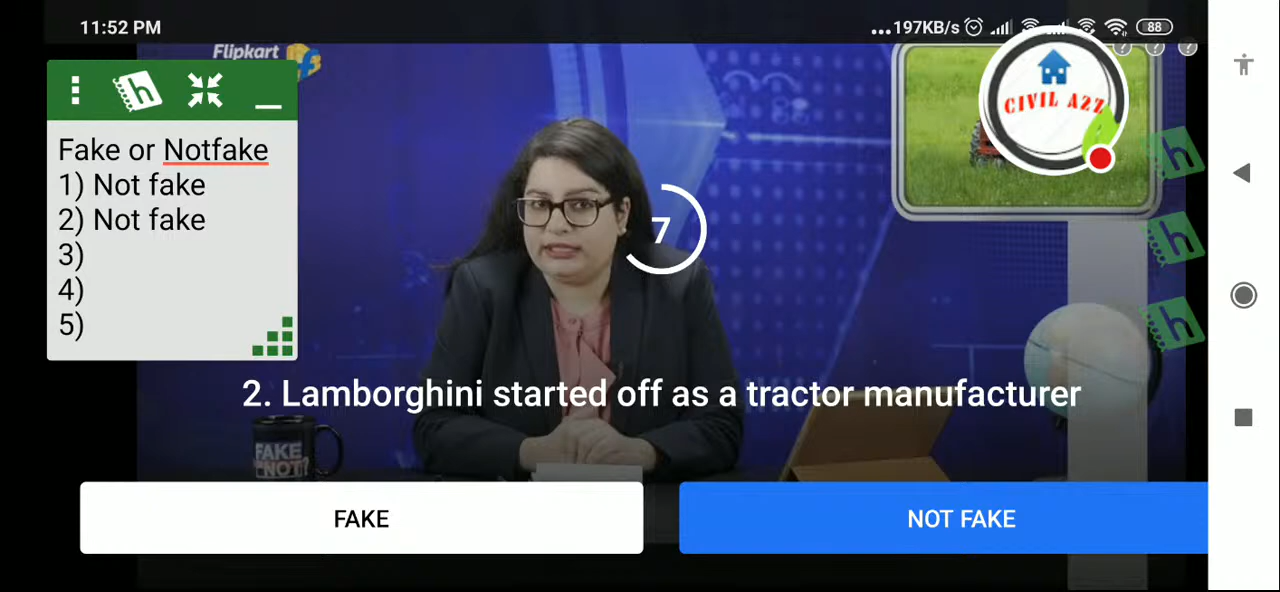 11:52 PM
...197KB/s
88
Flipkart
h
Fake or Notfake
1) Not fake
2) Not fake
3)
4)
5)
7
CIVIL A2Z
?
?
?
h
h
h
2. Lamborghini started off as a tractor manufacturer
FAKE
NOT?
FAKE
NOT FAKE